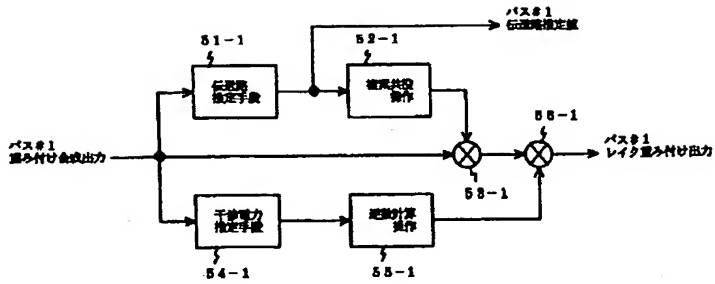 パス#1
伝送路推定値
51-1
52-1
伝送路
推定手段
複素共役
操作
55-1
パス#1
重み付け合成出力
パス#1
レイク重み付け出力
53-1
干渉電力
推定手段
逆数計算
操作
54-1
55-1